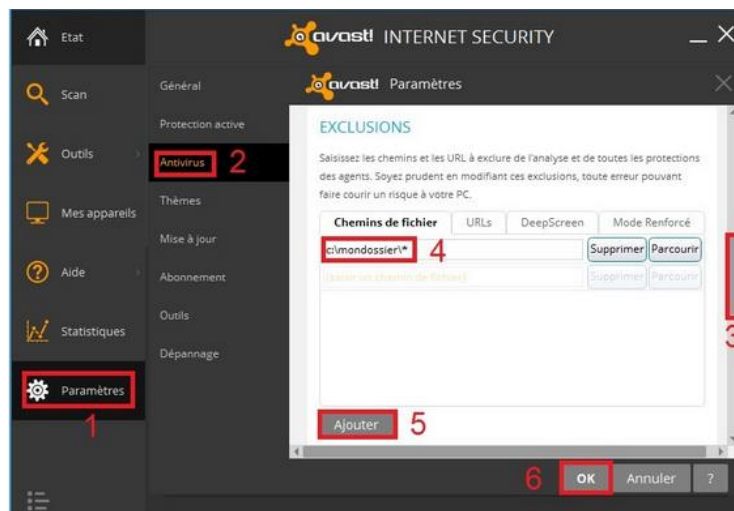 Etat
avast! INTERNET SECURITY
Scan
Outils
Mes appareils
Aide
Statistiques
Paramètres
1
Général
Protection active
Antivirus 2
Thèmes
Mise à jour
Abonnement
Outils
Dépannage
avast! Paramètres
EXCLUSIONS
Saisissez les chemins et les URL à exclure de l'analyse et de toutes les protections
des agents. Soyez prudent en modifiant ces exclusions, toute erreur pouvant
faire courir un risque à votre PC.
Chemins de fichier URLs DeepScreen Mode Renforcé
c:\mondossier\* 4 Supprimer Parcourir
(saisir un chemin de fichier) Supprimer Parcourir
3
Ajouter 5
6 OK Annuler ?